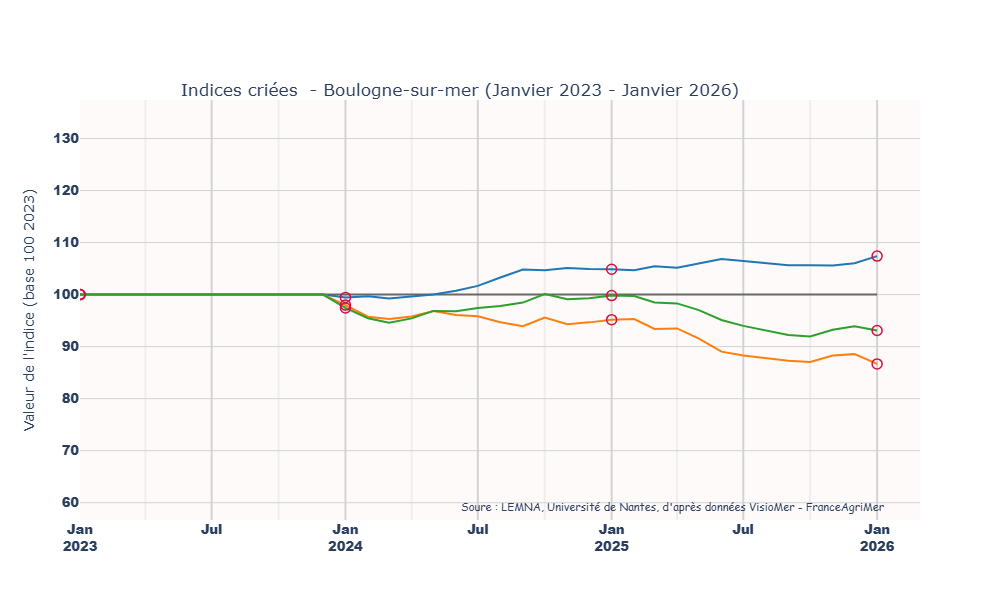 Indices criées - Boulogne-sur-mer (Janvier 2023 - Janvier 2026)
Valeur de l'indice (base 100 2023)
130
120
110
100
90
80
70
60
Soure : LEMNA, Université de Nantes, d'après données VisioMer - FranceAgriMer
Jan Jul Jan Jul Jan Jul Jan
2023 2024 2025 2026